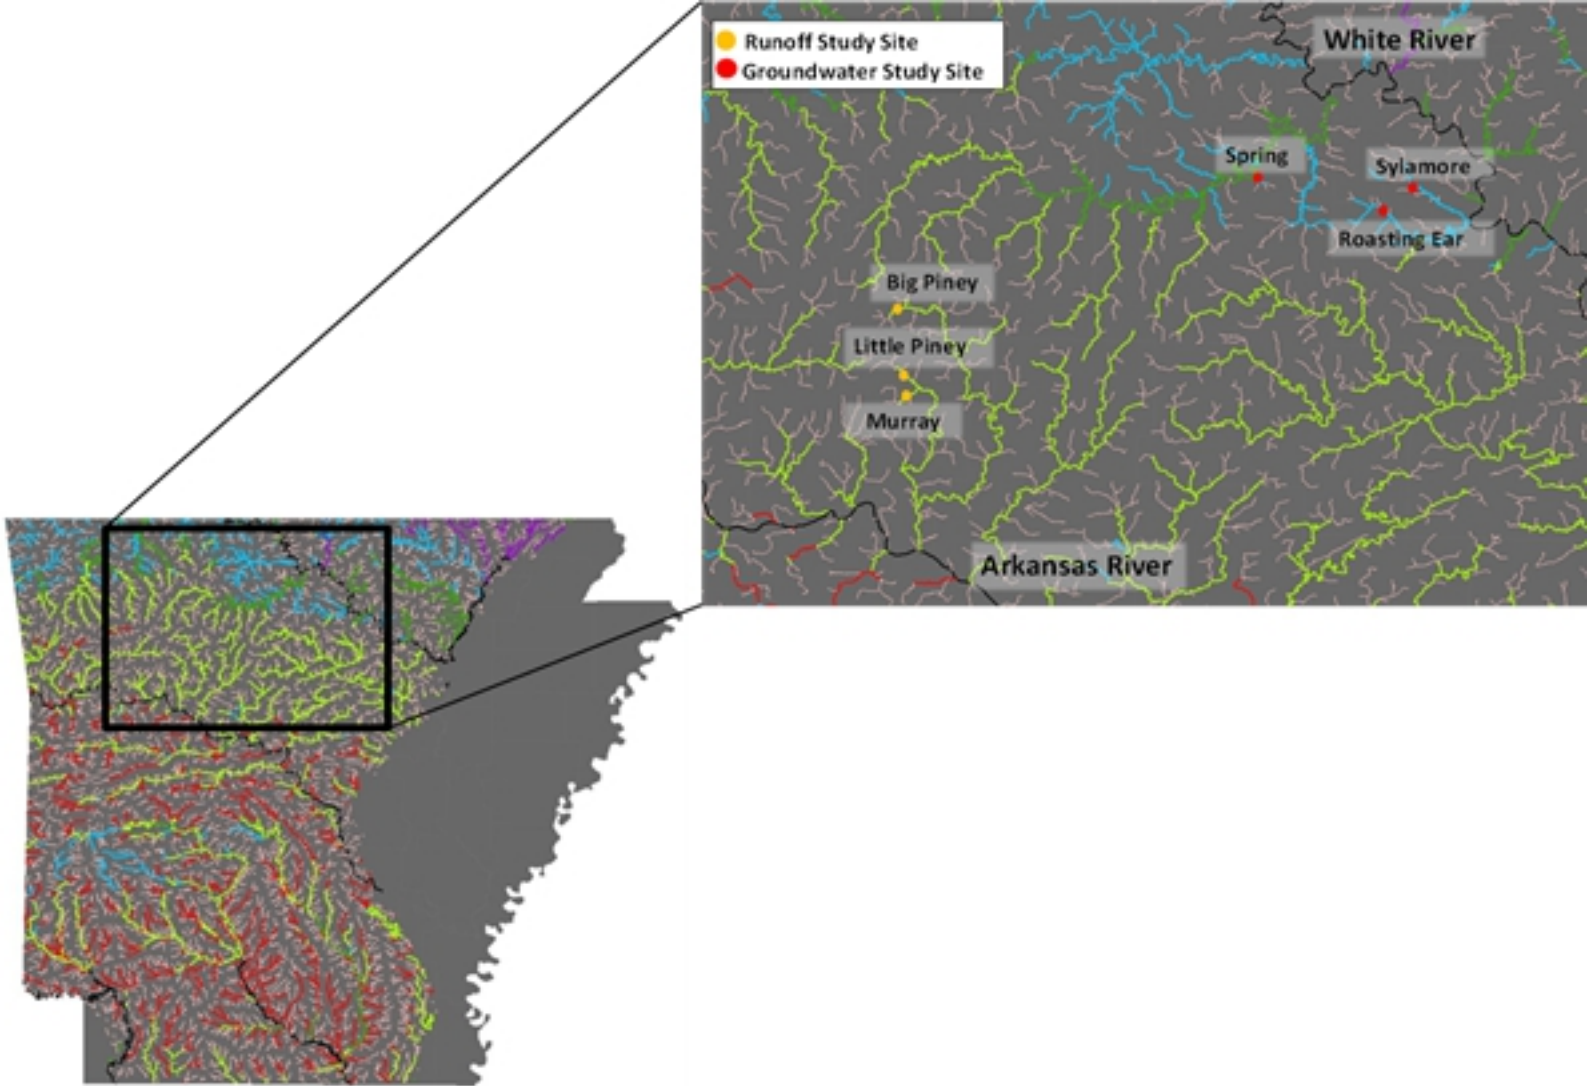 Runoff Study Site
Groundwater Study Site
White River
Spring
Sylamore
Roasting Ear
Big Piney
Little Piney
Murray
Arkansas River